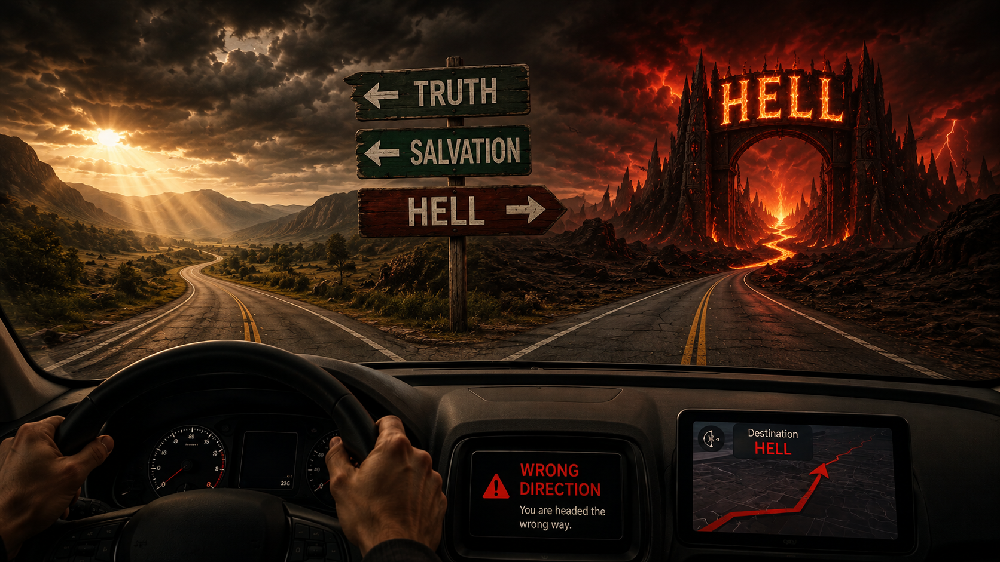 TRUTH
SALVATION
HELL
HELL
WRONG
DIRECTION
You are headed the
wrong way.
Destination
HELL